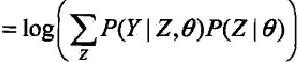 = log(∑_Z P(Y | Z, θ)P(Z | θ))